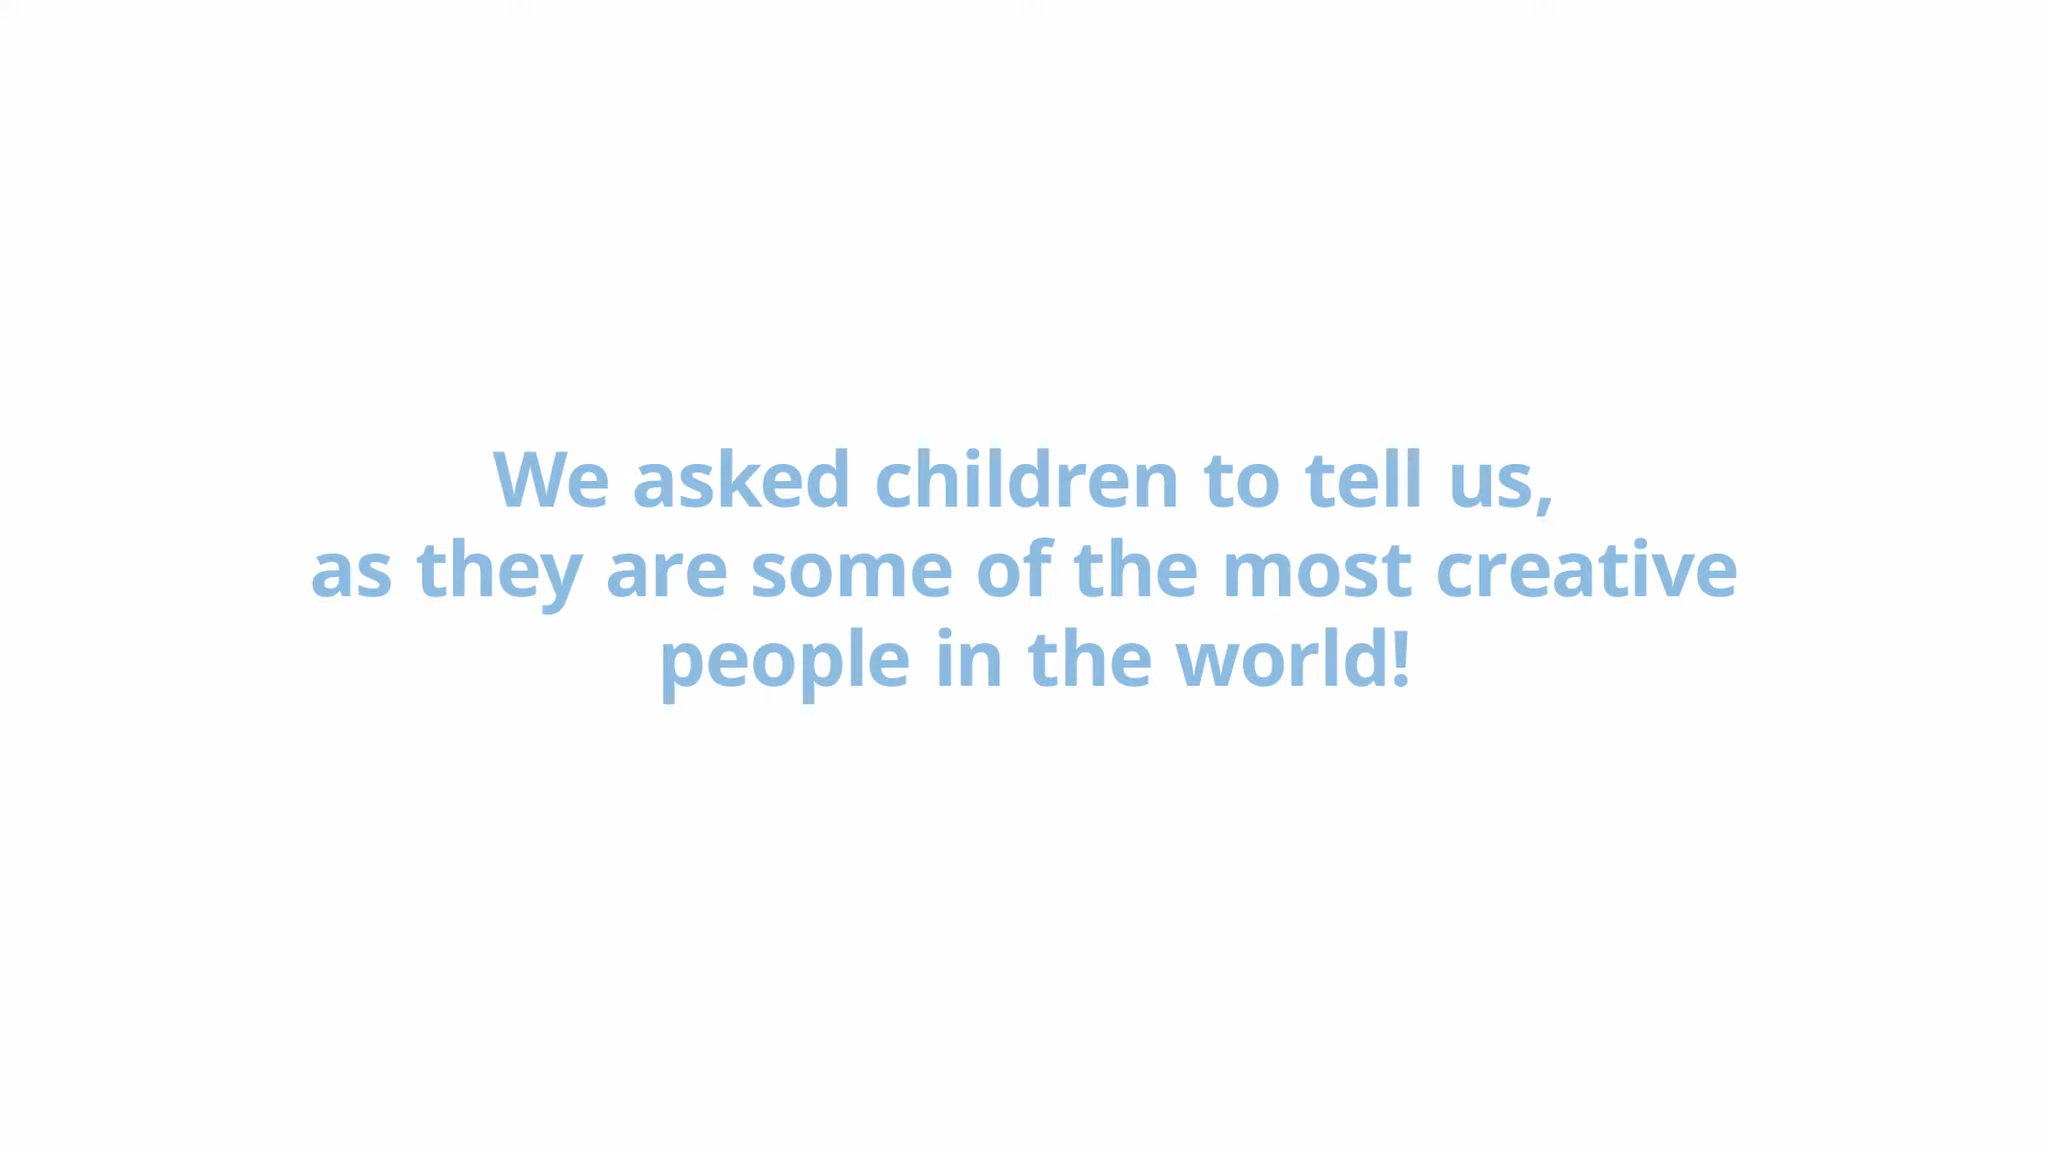 We asked children to tell us,
as they are some of the most creative
people in the world!